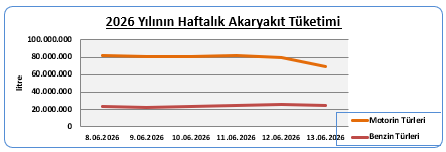 2026 Yılının Haftalık Akaryakıt Tüketimi
100.000.000
80.000.000
60.000.000
40.000.000
20.000.000
0
litre
8.06.2026 9.06.2026 10.06.2026 11.06.2026 12.06.2026 13.06.2026
Motorin Türleri
Benzin Türleri